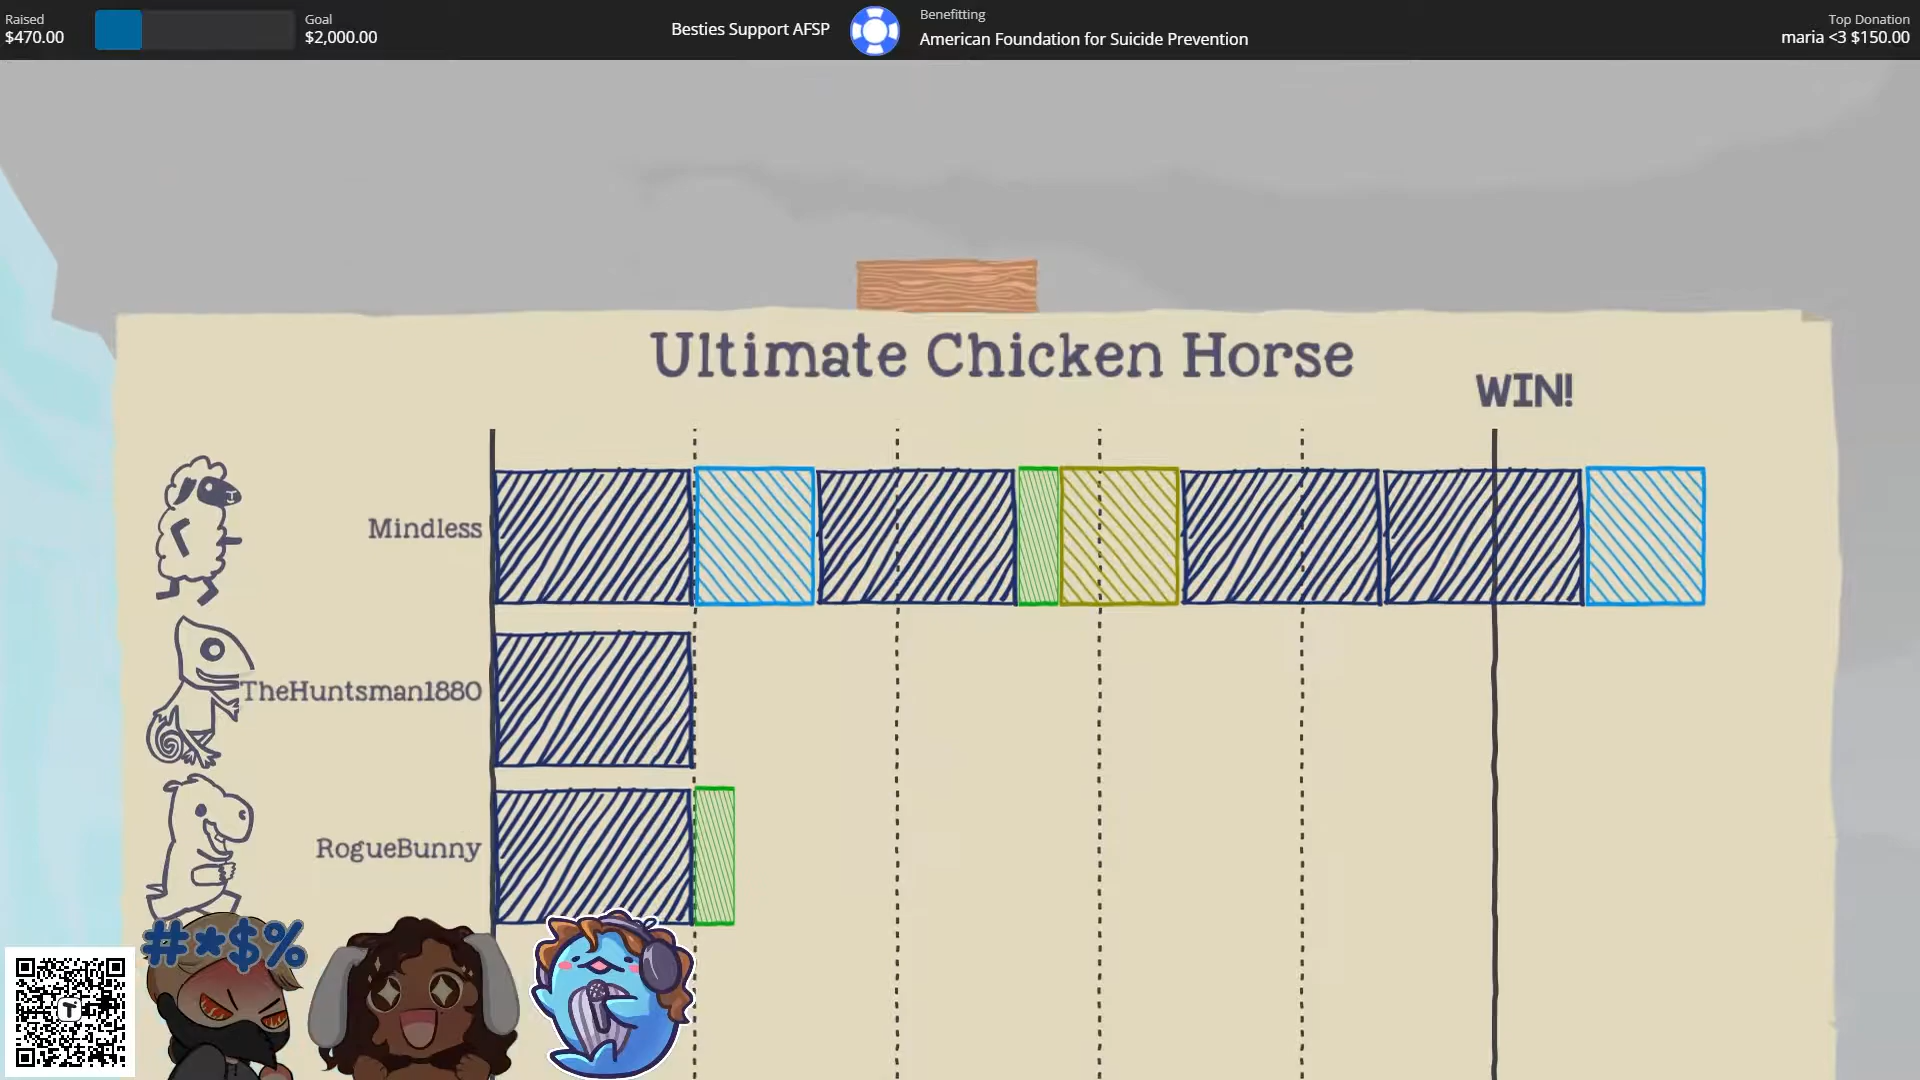 Raised
$470.00
Goal
$2,000.00
Besties Support AFSP
Benefitting
American Foundation for Suicide Prevention
Top Donation
maria <3 $150.00
Ultimate Chicken Horse
WIN!
Mindless
TheHuntsman1880
RogueBunny
#*$%
T